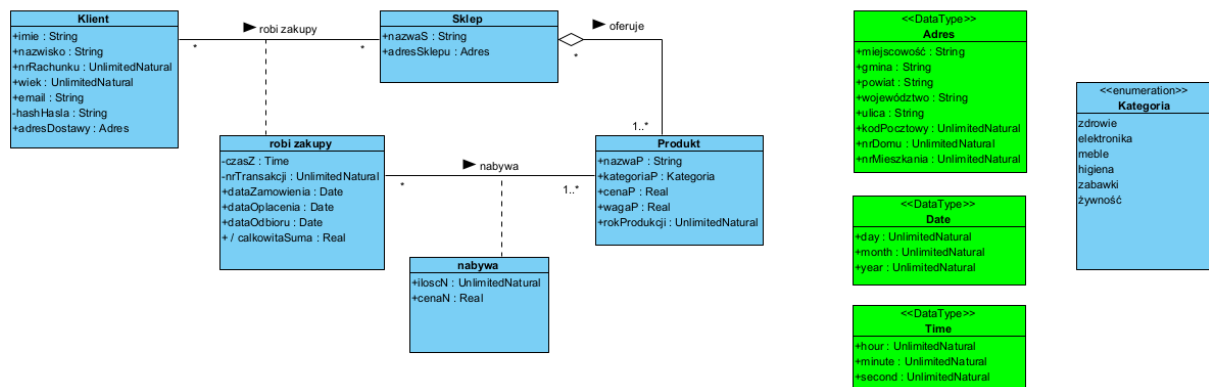 Klient
+imie : String
+nazwisko : String
+nrRachunku : UnlimitedNatural
+wiek : UnlimitedNatural
+email : String
-hashHasla : String
+adresDostawy : Adres
robi zakupy
*
*
Sklep
+nazwaS : String
+adresSklepu : Adres
oferuje
*
1..*
robi zakupy
-czasZ : Time
-nrTransakcji : UnlimitedNatural
+dataZamowienia : Date
+dataOplacenia : Date
+dataOdbioru : Date
+ / calkowitaSuma : Real
nabywa
*
1..*
Produkt
+nazwaP : String
+kategoriaP : Kategoria
+cenaP : Real
+wagaP : Real
+rokProdukcji : UnlimitedNatural
nabywa
+iloscN : UnlimitedNatural
+cenaN : Real
<<DataType>>
Adres
+miejscowość : String
+gmina : String
+powiat : String
+województwo : String
+ulica : String
+kodPocztowy : UnlimitedNatural
+nrDomu : UnlimitedNatural
+nrMieszkania : UnlimitedNatural
<<DataType>>
Date
+day : UnlimitedNatural
+month : UnlimitedNatural
+year : UnlimitedNatural
<<DataType>>
Time
+hour : UnlimitedNatural
+minute : UnlimitedNatural
+second : UnlimitedNatural
<<enumeration>>
Kategoria
zdrowie
elektronika
meble
higiena
zabawki
żywność